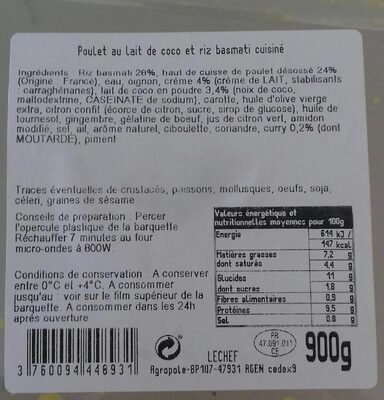 Poulet au lait de coco et riz basmati cuisiné
Ingrédients : Riz basmati 28%, haut de cuisse de poulet désossé 24%
(Origine : France), eau, oignon, crème 4% (crème de LAIT, stabilisants
: carraghénanes), lait de coco en poudre 3,4% (noix de coco,
maltodextrine, CASEINATE de sodium), carotte, huile d'olive vierge
extra, citron confit (écorce de citron, sucre, sirop de glucose), huile de
tournesol, gingembre, gélatine de boeuf, jus de citron vert, amidon
modifié, sel, ail, arôme naturel, ciboulette, coriandre, curry 0,2% (dont
MOUTARDE), piment
Traces éventuelles de crustacés, poissons, mollusques, oeufs, soja,
céleri, graines de sésame.
Conseils de preparation : Percer
l'opercule plastique de la barquette.
Réchauffer 7 minutes au four
micro-ondes à 800W.
Conditions de conservation : A conserver
entre 0°C et +4°C. A consommer
jusqu'au : voir sur le film supérieur de la
barquette. A consommer dans les 24h
après ouverture
Valeurs énergétique et
nutritionnelles moyennes pour 100g
Energie 614 kJ /
147 kcal
Matières grasses 7,2 g
dont saturés 4,4 g
Glucides 11 g
dont sucres 1,8 g
Fibres alimentaires 0,9 g
Protéines 9,5 g
Sel 0,8 g
FR
47.091.011
CE
900g
3 760094 448931
LECHEF
Agropole-BP107-47931 AGEN cedex9